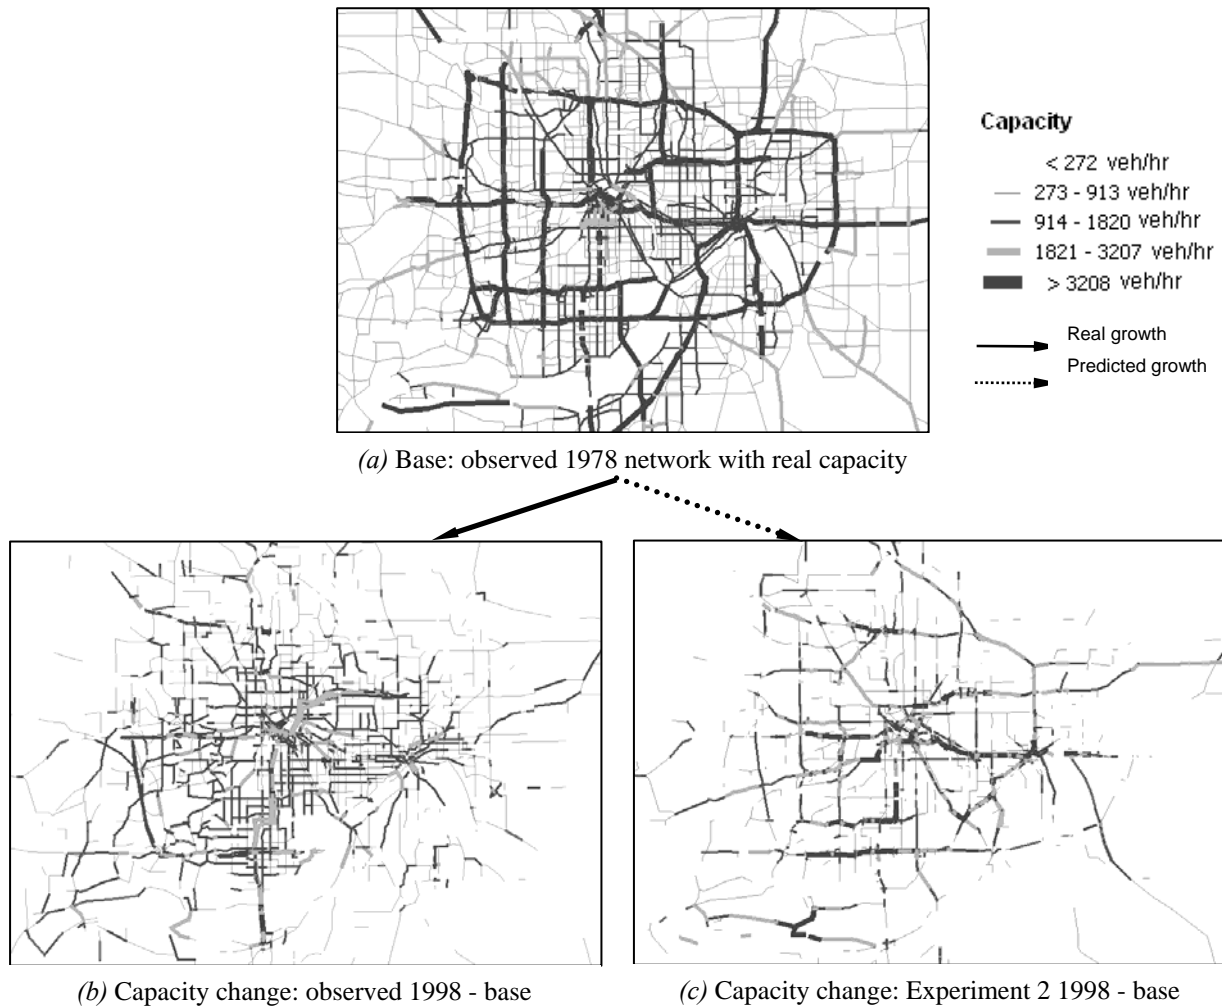 Capacity
< 272 veh/hr
273 - 913 veh/hr
914 - 1820 veh/hr
1821 - 3207 veh/hr
> 3208 veh/hr
Real growth
Predicted growth
(a) Base: observed 1978 network with real capacity
(b) Capacity change: observed 1998 - base
(c) Capacity change: Experiment 2 1998 - base